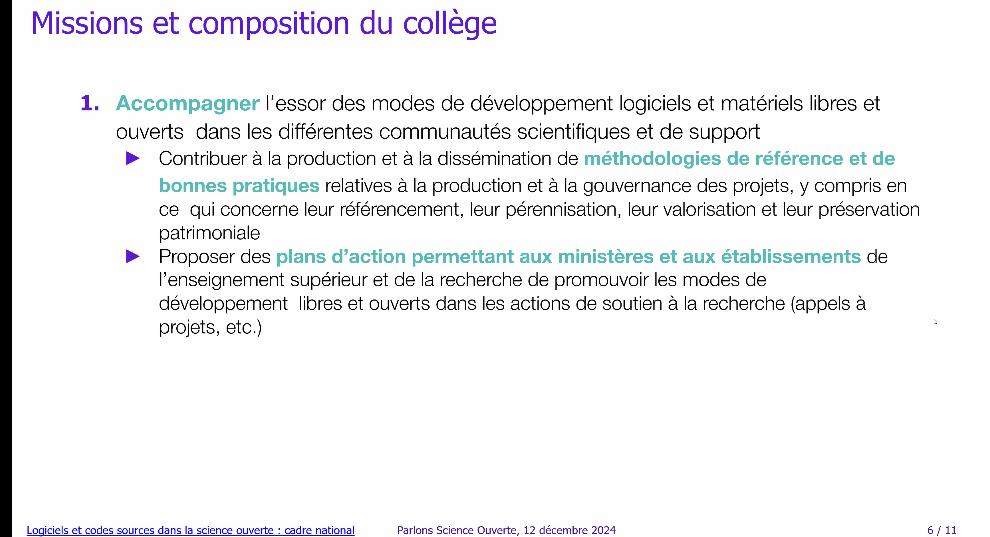 Missions et composition du collège
1. Accompagner l'essor des modes de développement logiciels et matériels libres et
ouverts dans les différentes communautés scientifiques et de support
► Contribuer à la production et à la dissémination de méthodologies de référence et de
bonnes pratiques relatives à la production et à la gouvernance des projets, y compris en
ce qui concerne leur référencement, leur pérennisation, leur valorisation et leur préservation
patrimoniale
► Proposer des plans d'action permettant aux ministères et aux établissements de
l'enseignement supérieur et de la recherche de promouvoir les modes de
développement libres et ouverts dans les actions de soutien à la recherche (appels à
projets, etc.)
Logiciels et codes sources dans la science ouverte : cadre national Parlons Science Ouverte, 12 décembre 2024 6 / 11